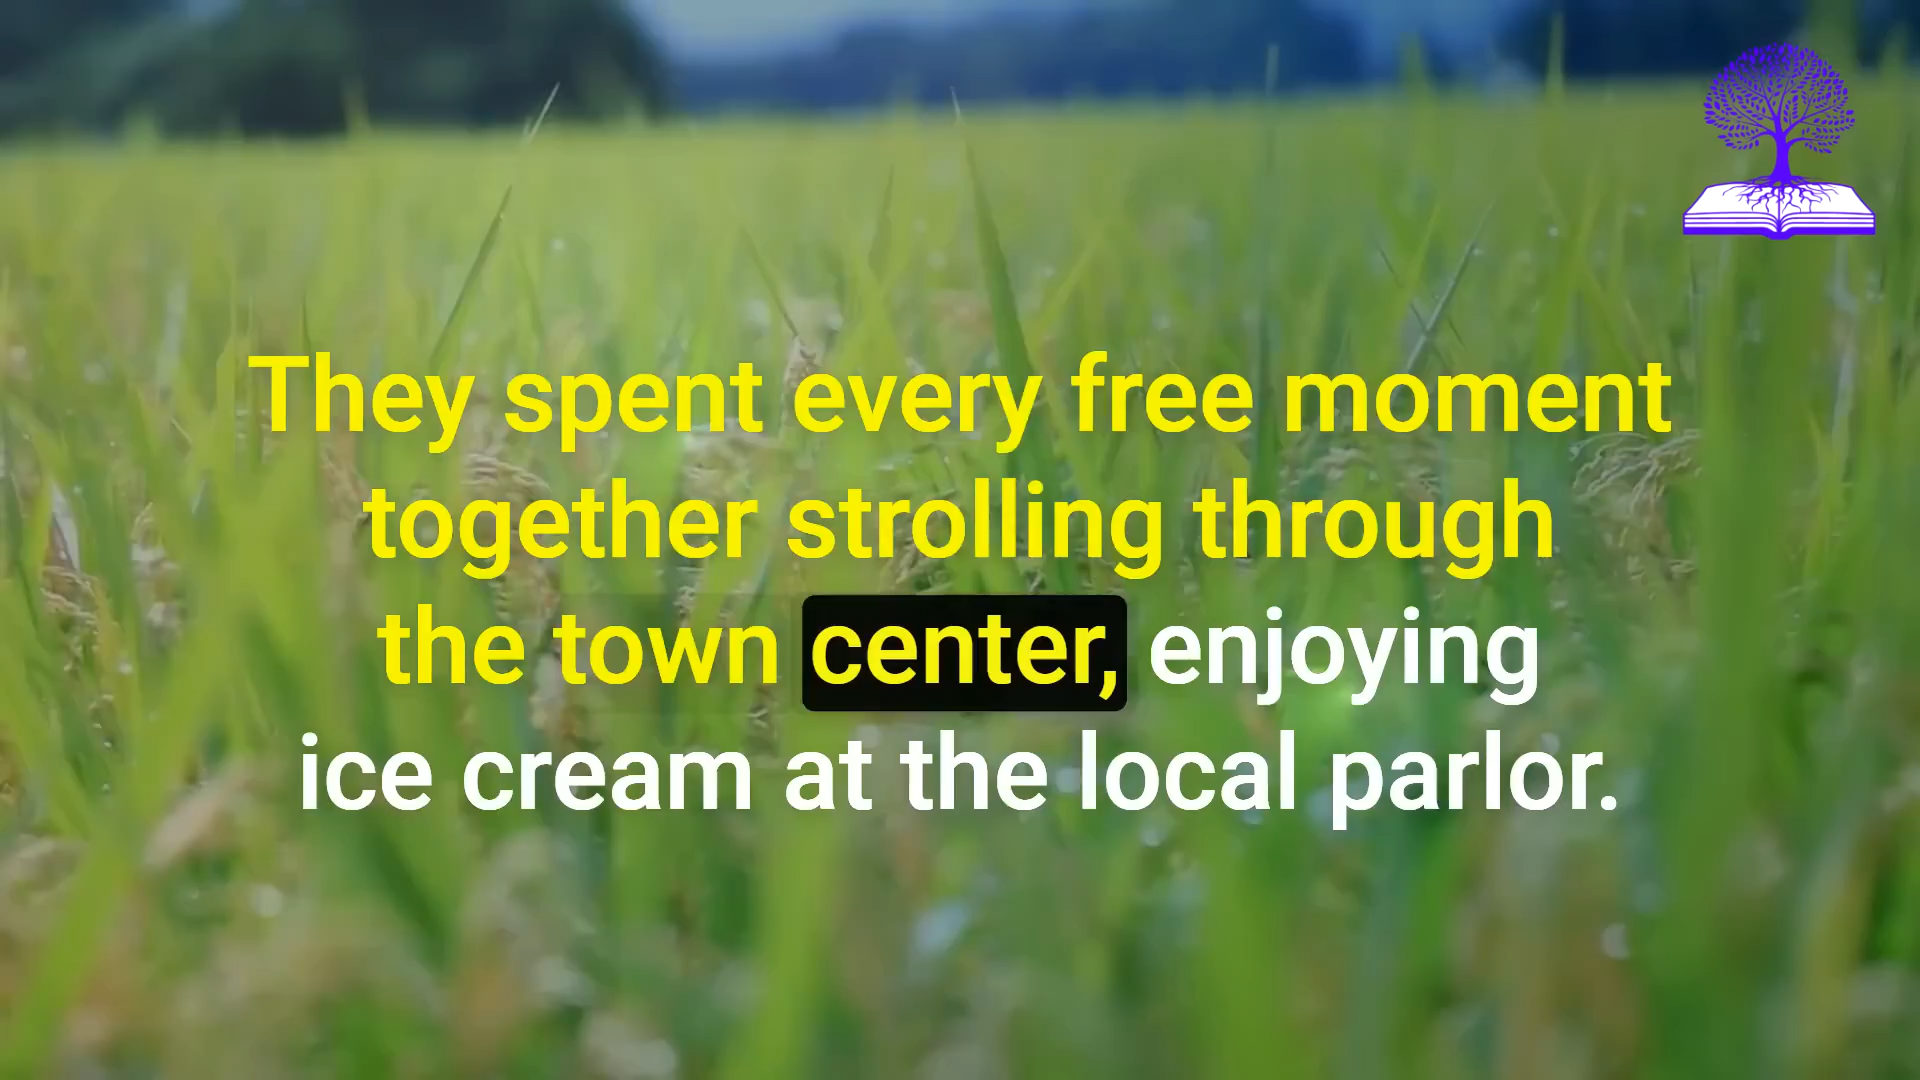 They spent every free moment
together strolling through
the town center, enjoying
ice cream at the local parlor.